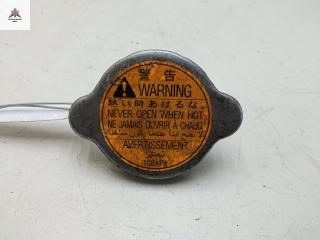 警告
WARNING
熱い時あけるな。
NEVER OPEN WHEN HOT
NE JAMAIS OUVRIR A CHAUD
AVERTISSEMENT
108kPa